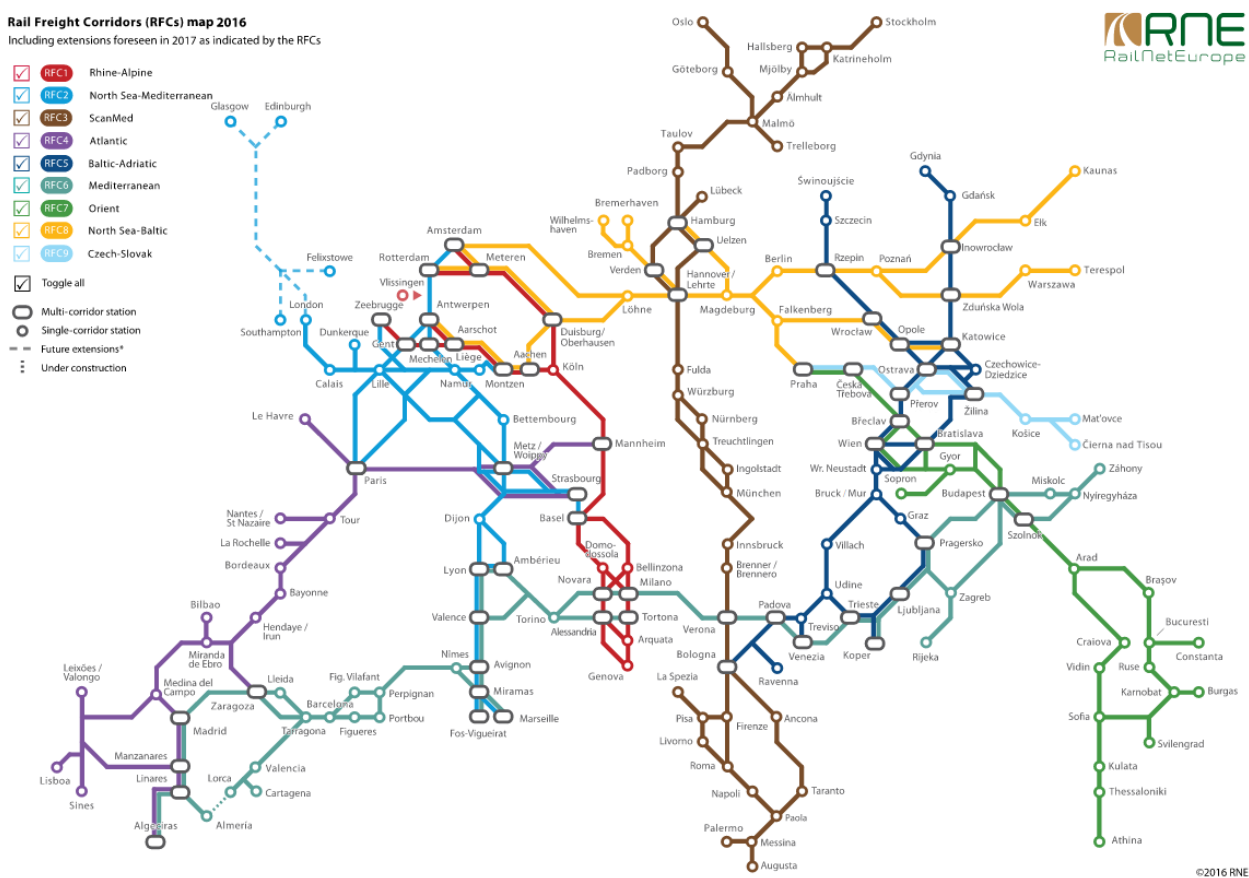 Rail Freight Corridors (RFCs) map 2016
Including extensions foreseen in 2017 as indicated by the RFCs
RNE
RailNetEurope
RFC1 Rhine-Alpine
RFC2 North Sea-Mediterranean
RFC3 ScanMed
RFC4 Atlantic
RFC5 Baltic-Adriatic
RFC6 Mediterranean
RFC7 Orient
RFC8 North Sea-Baltic
RFC9 Czech-Slovak
Toggle all
Multi-corridor station
Single-corridor station
Future extensions*
Under construction
Oslo
Stockholm
Hallsberg
Katrineholm
Göteborg
Mjölby
Älmhult
Malmö
Taulov
Trelleborg
Padborg
Lübeck
Glasgow
Edinburgh
Gdynia
Kaunas
Świnoujście
Gdańsk
Bremerhaven
Wilhelms-
haven
Hamburg
Szczecin
Ełk
Amsterdam
Bremen
Uelzen
Inowrocław
Felixstowe
Rotterdam
Meteren
Verden
Hannover /
Lehrte
Berlin
Rzepin
Poznań
Terespol
Warszawa
Vlissingen
Zeebrugge
Antwerpen
London
Southampton
Dunkerque
Löhne
Magdeburg
Falkenberg
Zduńska Wola
Gent
Aarschot
Duisburg/
Oberhausen
Wrocław
Opole
Katowice
Mechelen
Liège
Aachen
Calais
Lille
Namur
Montzen
Köln
Fulda
Praha
Česka
Třebova
Ostrava
Czechowice-
Dziedzice
Würzburg
Přerov
Žilina
Le Havre
Bettembourg
Nürnberg
Břeclav
Košice
Mat'ovce
Metz /
Woippy
Mannheim
Treuchtlingen
Wien
Bratislava
Čierna nad Tisou
Paris
Strasbourg
Ingolstadt
Wr. Neustadt
Gyor
Sopron
Záhony
Miskolc
München
Bruck / Mur
Budapest
Nyíregyháza
Nantes /
St Nazaire
Tour
Dijon
Basel
Graz
Szolnok
La Rochelle
Domo-
dossola
Innsbruck
Villach
Pragersko
Bordeaux
Lyon
Ambérieu
Bellinzona
Brenner /
Brennero
Arad
Brașov
Bayonne
Novara
Milano
Udine
Ljubljana
Zagreb
Bilbao
Hendaye /
Irun
Valence
Torino
Alessandria
Tortona
Verona
Padova
Treviso
Trieste
Bucuresti
Miranda
de Ebro
Arquata
Venezia
Koper
Rijeka
Craiova
Constanta
Leixões /
Valongo
Nîmes
Avignon
Genova
Bologna
Ravenna
Vidin
Ruse
Medina del
Campo
Lleida
Fig. Vilafant
Perpignan
Miramas
La Spezia
Karnobat
Burgas
Zaragoza
Barcelona
Madrid
Tarragona
Figueres
Portbou
Fos-Vigueirat
Marseille
Pisa
Firenze
Ancona
Sofia
Livorno
Svilengrad
Manzanares
Lisboa
Linares
Lorca
Valencia
Roma
Kulata
Sines
Cartagena
Napoli
Taranto
Thessaloniki
Algeciras
Almería
Paola
Palermo
Messina
Athina
Augusta
©2016 RNE